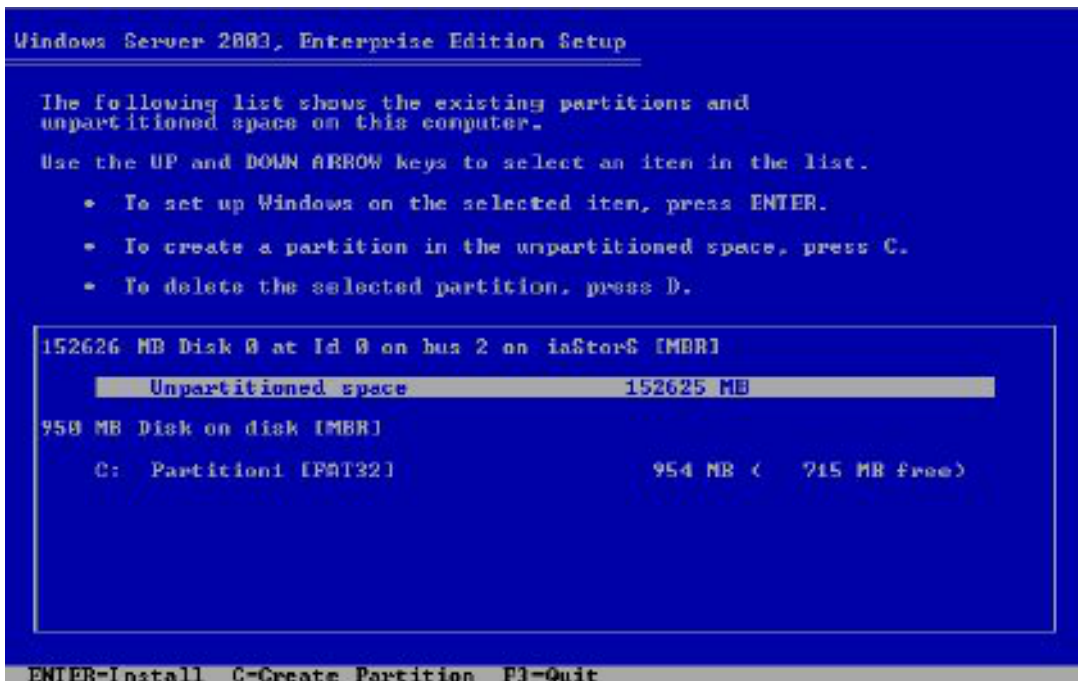 Windows Server 2003, Enterprise Edition Setup
The following list shows the existing partitions and
unpartitioned space on this computer.
Use the UP and DOWN ARROW keys to select an item in the list.
• To set up Windows on the selected item, press ENTER.
• To create a partition in the unpartitioned space, press C.
• To delete the selected partition, press D.
152626 MB Disk 0 at Id 0 on bus 2 on iaStorS [MBR]
Unpartitioned space 152625 MB
950 MB Disk on disk [MBR]
C: Partition1 [FAT32] 954 MB ( 715 MB free)
ENTER=Install C=Create Partition F3=Quit